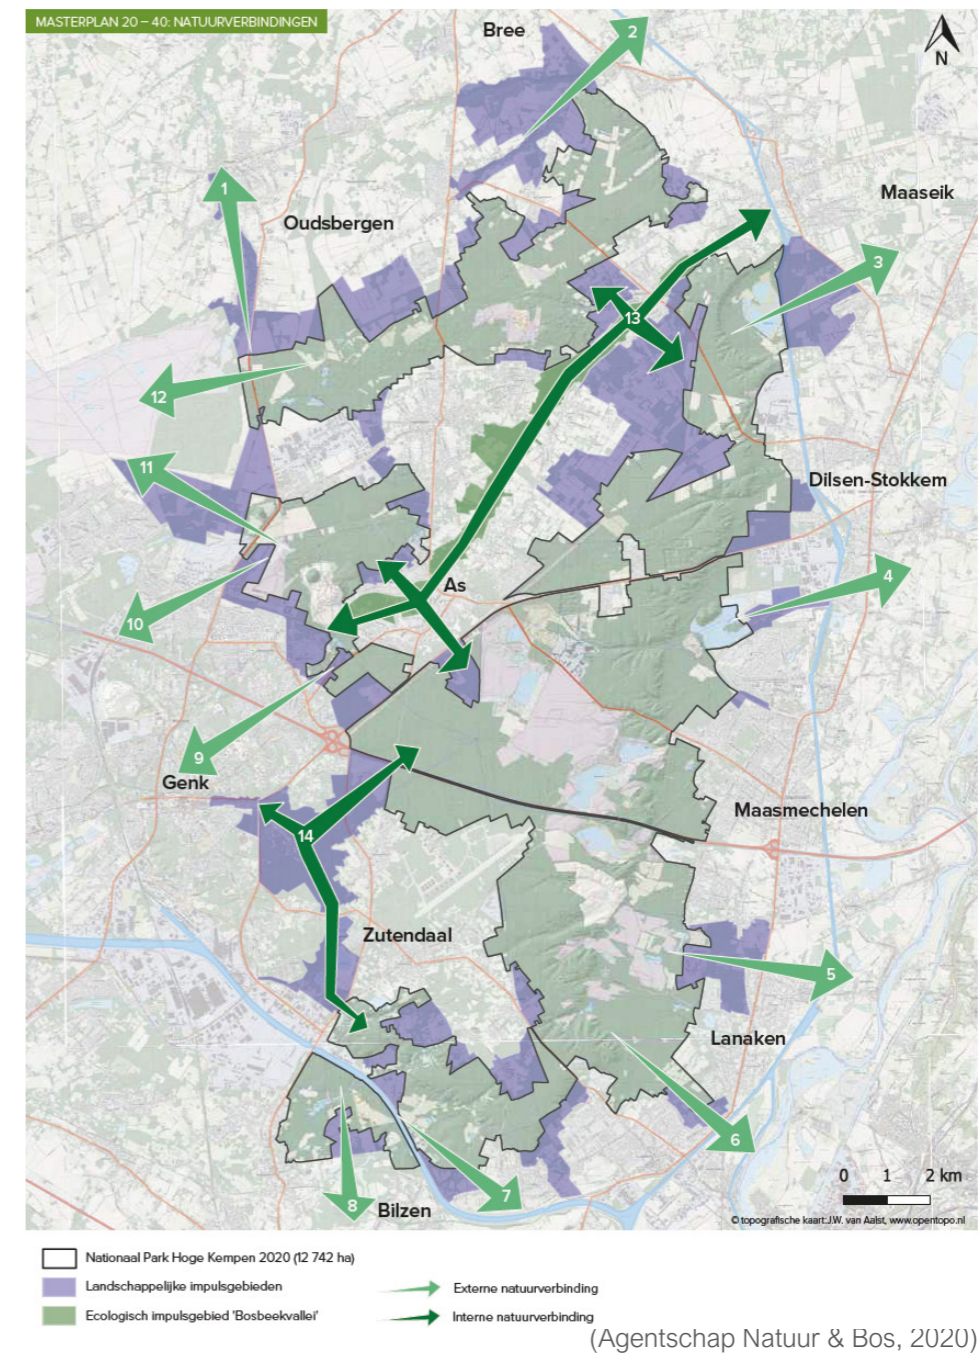 MASTERPLAN 20 – 40: NATUURVERBINDINGEN
Bree
2
N
1
Maaseik
Oudsbergen
3
13
12
11
Dilsen-Stokkem
4
As
10
9
Genk
14
Maasmechelen
Zutendaal
5
Lanaken
6
0 1 2 km
7
8
Bilzen
© topografische kaart:J.W. van Aalst, www.opentopo.nl
Nationaal Park Hoge Kempen 2020 (12 742 ha)
Landschappelijke impulsgebieden
Externe natuurverbinding
Ecologisch impulsgebied 'Bosbeekvallei'
Interne natuurverbinding
(Agentschap Natuur & Bos, 2020)